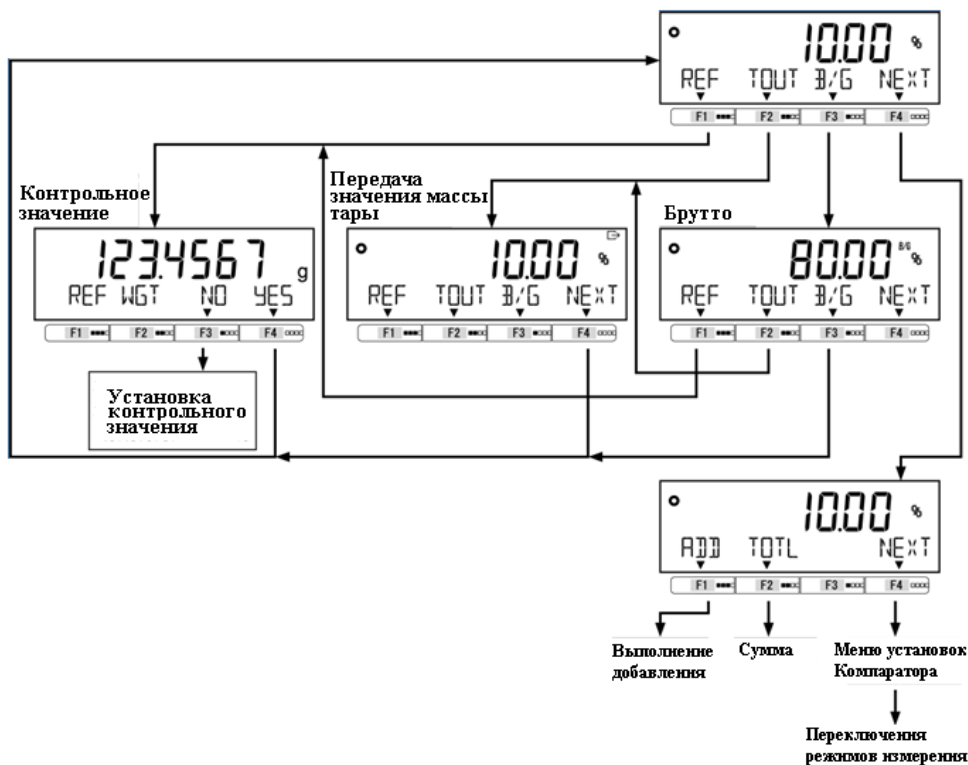 10.00 %
REF TOUT B/G NEXT
F1 F2 F3 F4
Контрольное
значение
Передача
значения массы
тары
Брутто
123.4567 g
REF WGT NO YES
F1 F2 F3 F4
10.00 %
REF TOUT B/G NEXT
F1 F2 F3 F4
80.00 B/G %
REF TOUT B/G NEXT
F1 F2 F3 F4
Установка
контрольного
значения
10.00 %
ADD TOTL NEXT
F1 F2 F3 F4
Выполнение
добавления
Сумма
Меню установок
Компаратора
Переключения
режимов измерения